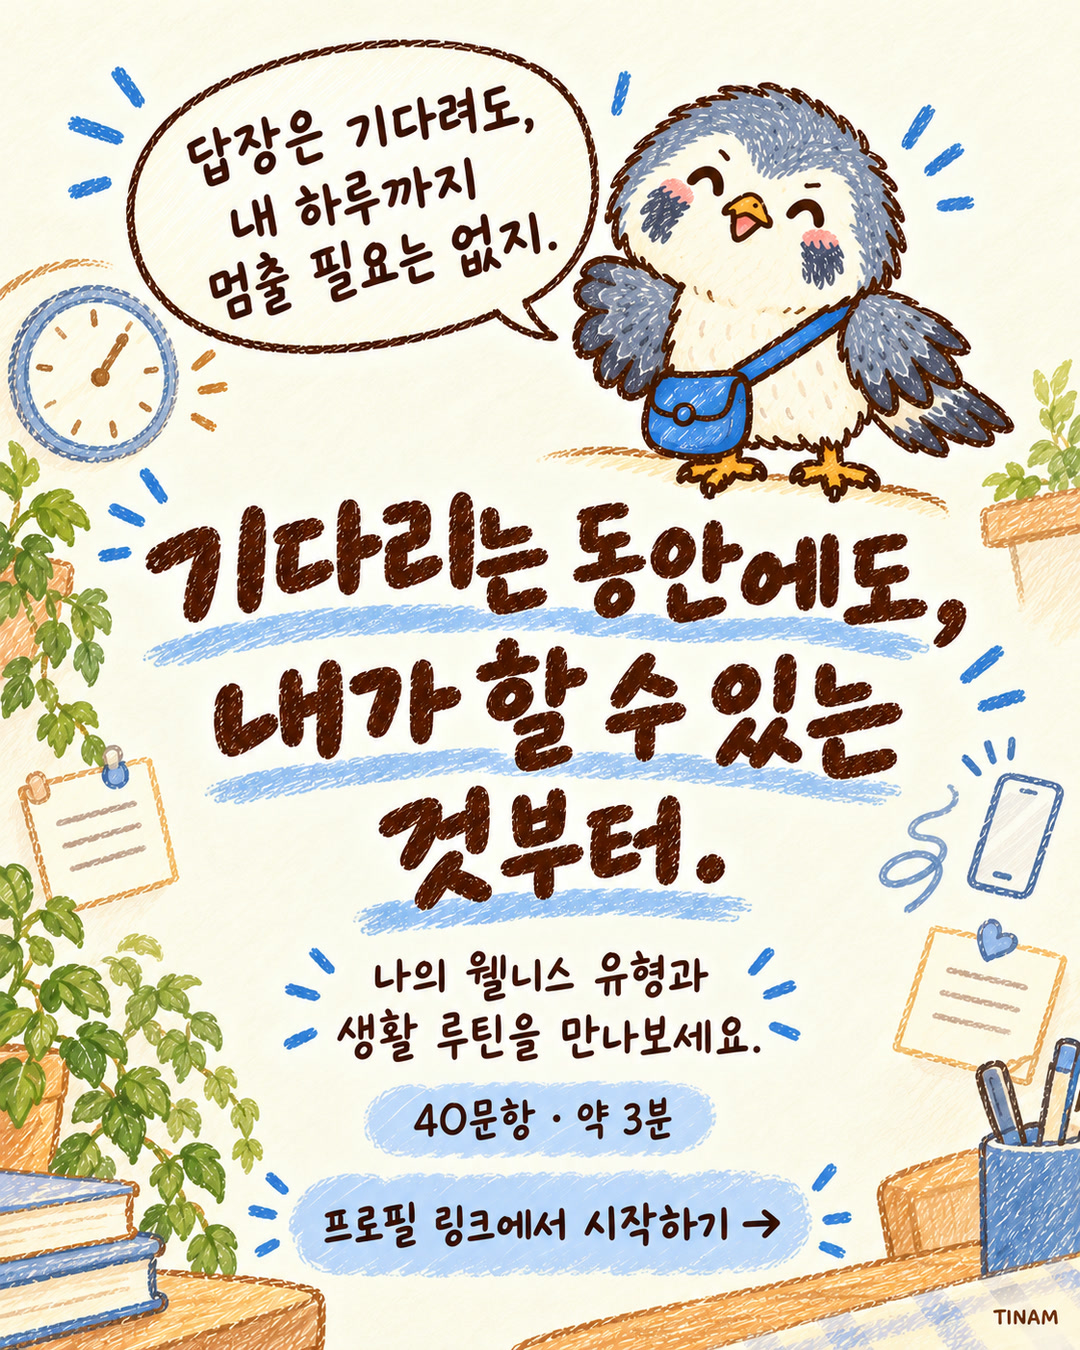 답장은 기다려도,
내 하루까지
멈출 필요는 없지.
기다리는 동안에도,
내가 할 수 있는
것부터.
나의 웰니스 유형과
생활 루틴을 만나보세요.
40문항 · 약 3분
프로필 링크에서 시작하기 →
TINAM